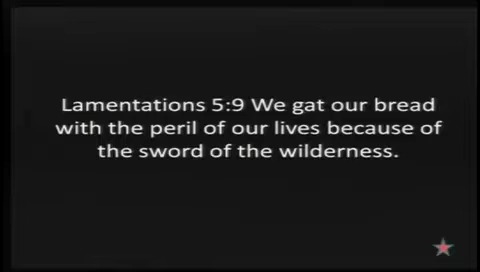 Lamentations 5:9 We gat our bread
with the peril of our lives because of
the sword of the wilderness.